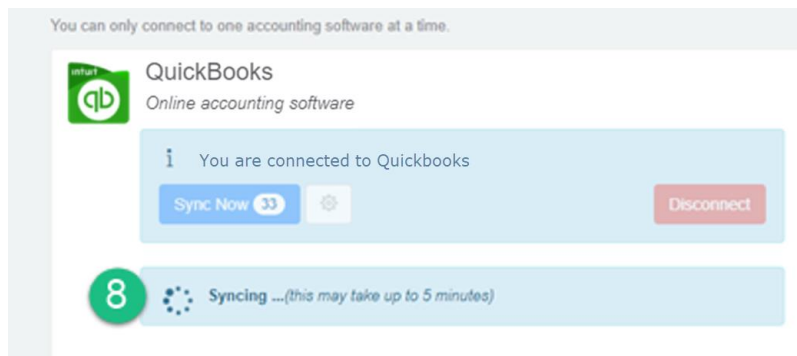 You can only connect to one accounting software at a time.
intuit
qb
QuickBooks
Online accounting software
i You are connected to Quickbooks
Sync Now 33
Disconnect
8
Syncing ...(this may take up to 5 minutes)